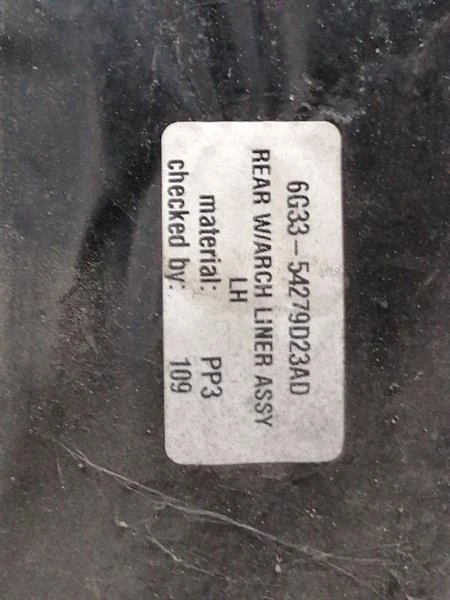 6G33-54279D23AD
REAR W/ARCH LINER ASSY
LH
material: PP3
checked by: 109